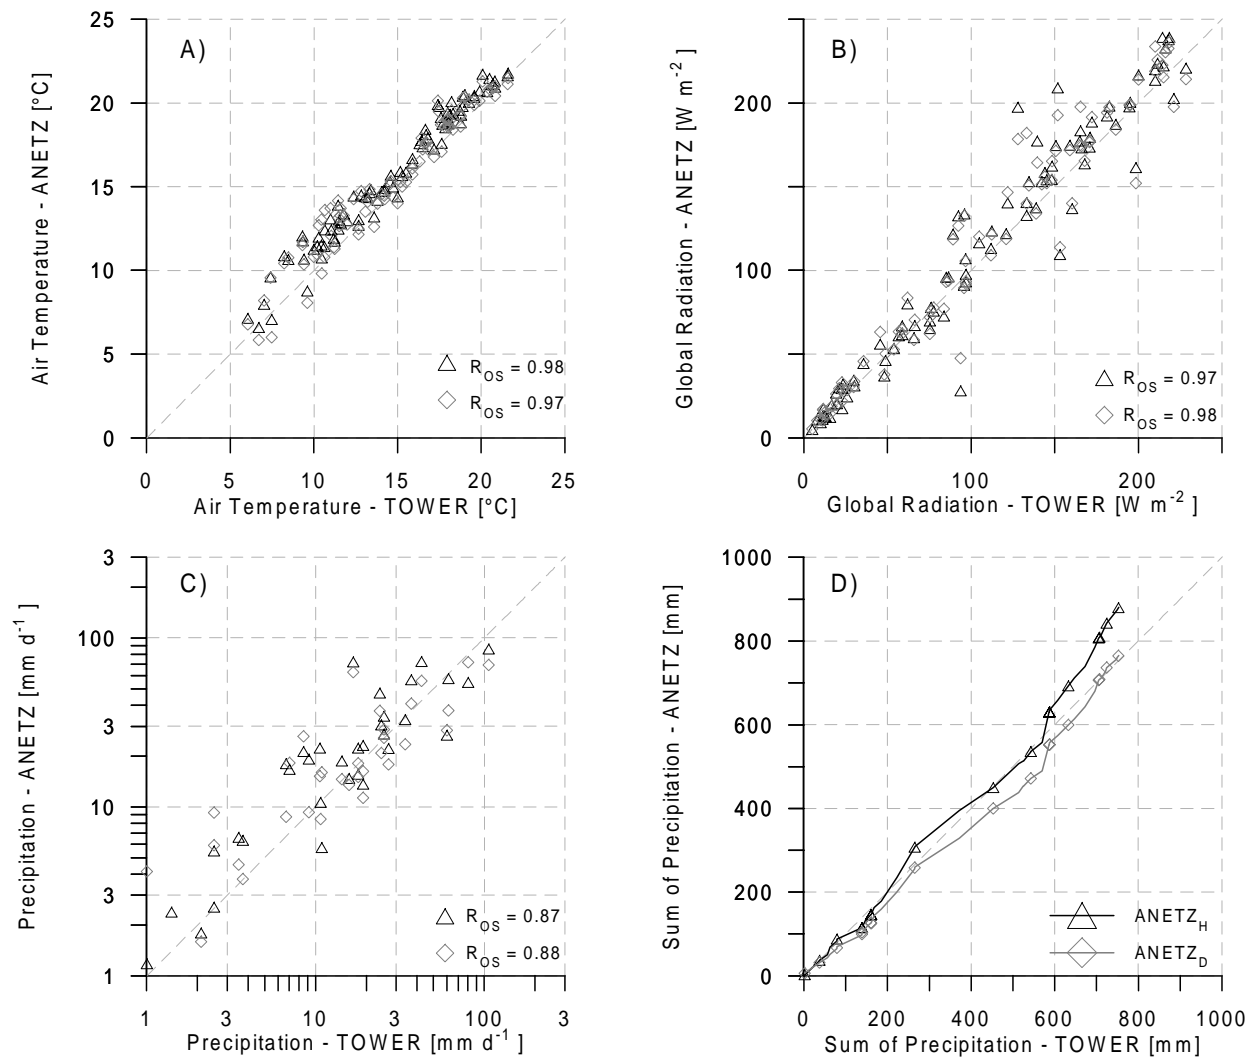 A)
Air Temperature - ANETZ [°C]
25
20
15
10
5
0
R_OS = 0.98
R_OS = 0.97
0 5 10 15 20 25
Air Temperature - TOWER [°C]
B)
Global Radiation - ANETZ [W m⁻²]
200
100
0
R_OS = 0.97
R_OS = 0.98
0 100 200
Global Radiation - TOWER [W m⁻² ]
C)
Precipitation - ANETZ [mm d⁻¹ ]
3
100
3
10
3
1
R_OS = 0.87
R_OS = 0.88
1 3 10 3 100 3
Precipitation - TOWER [mm d⁻¹ ]
D)
Sum of Precipitation - ANETZ [mm]
1000
800
600
400
200
0
ANETZ_H
ANETZ_D
0 200 400 600 800 1000
Sum of Precipitation - TOWER [mm]